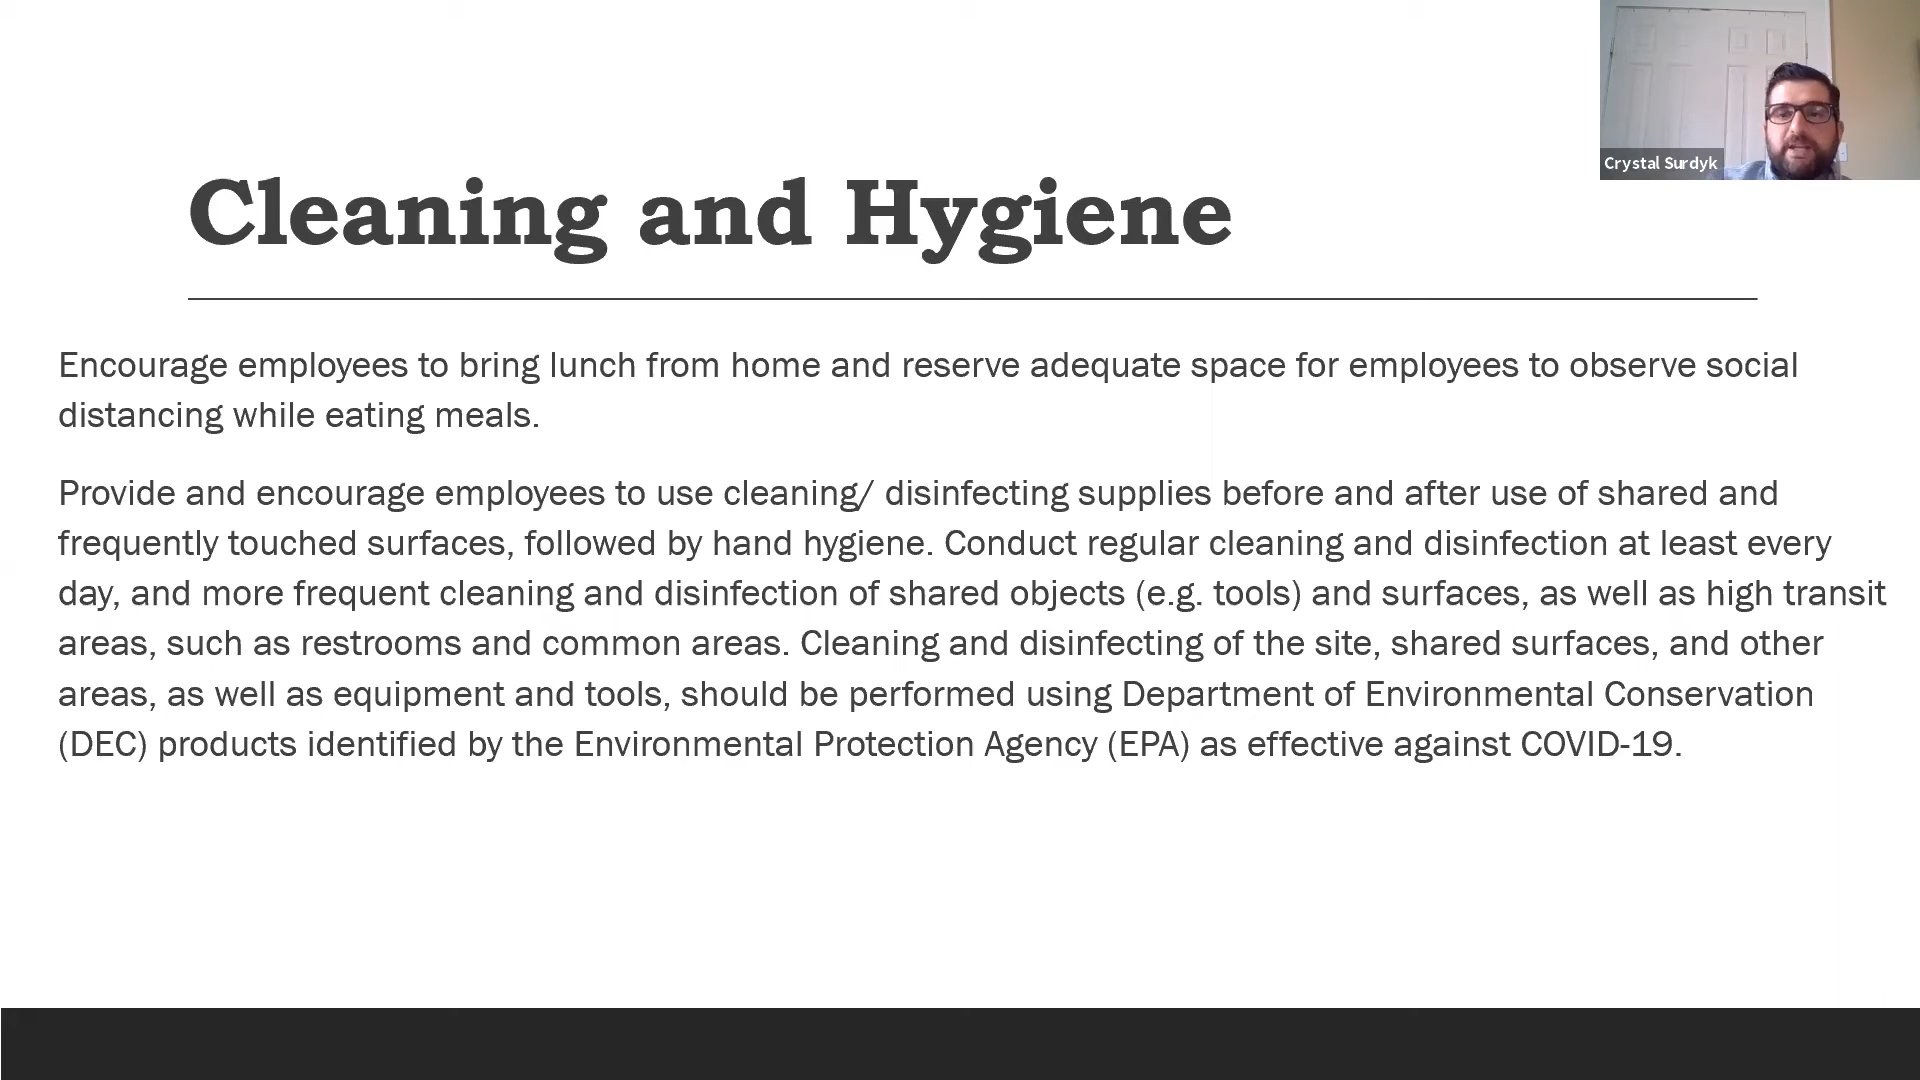 Crystal Surdyk
Cleaning and Hygiene
Encourage employees to bring lunch from home and reserve adequate space for employees to observe social
distancing while eating meals.
Provide and encourage employees to use cleaning/ disinfecting supplies before and after use of shared and
frequently touched surfaces, followed by hand hygiene. Conduct regular cleaning and disinfection at least every
day, and more frequent cleaning and disinfection of shared objects (e.g. tools) and surfaces, as well as high transit
areas, such as restrooms and common areas. Cleaning and disinfecting of the site, shared surfaces, and other
areas, as well as equipment and tools, should be performed using Department of Environmental Conservation
(DEC) products identified by the Environmental Protection Agency (EPA) as effective against COVID-19.